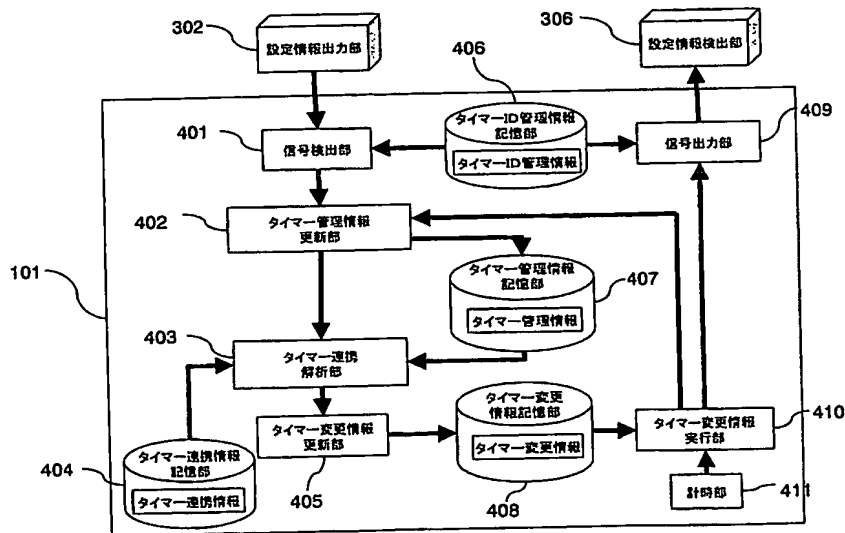 302
306
設定情報出力部
設定情報検出部
406
タイマーID管理情報
記憶部
タイマーID管理情報
401
信号検出部
409
信号出力部
402
タイマー管理情報
更新部
タイマー管理情報
記憶部
タイマー管理情報
407
101
403
タイマー連携
解析部
タイマー変更
情報記憶部
タイマー変更情報
408
タイマー変更情報
更新部
405
タイマー変更情報
実行部
410
404
タイマー連携情報
記憶部
タイマー連携情報
計時部
411